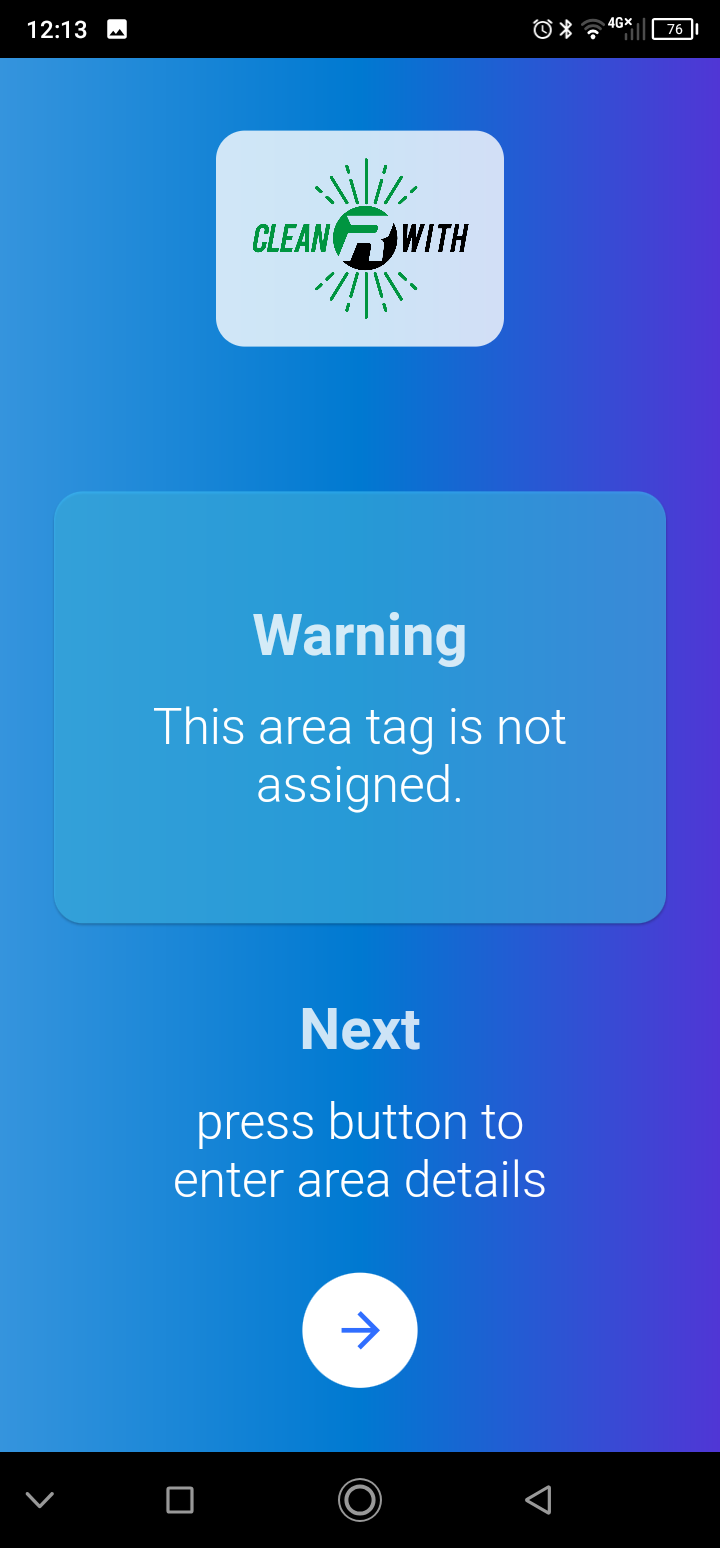 12:13
4G×
76
CLEAN R WITH
Warning
This area tag is not
assigned.
Next
press button to
enter area details